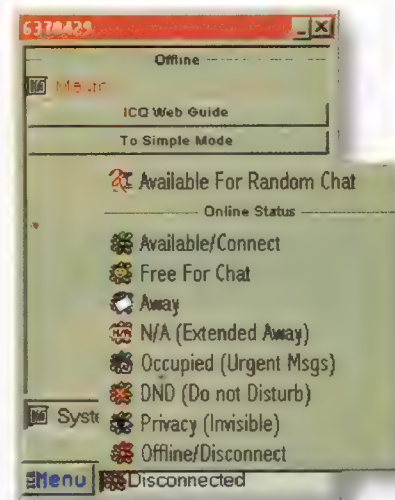 6370429
Offline
ICQ Web Guide
To Simple Mode
Available For Random Chat
Online Status
Available/Connect
Free For Chat
Away
N/A (Extended Away)
Occupied (Urgent Msgs)
DND (Do not Disturb)
Privacy (Invisible)
Offline/Disconnect
Syste
Menu Disconnected